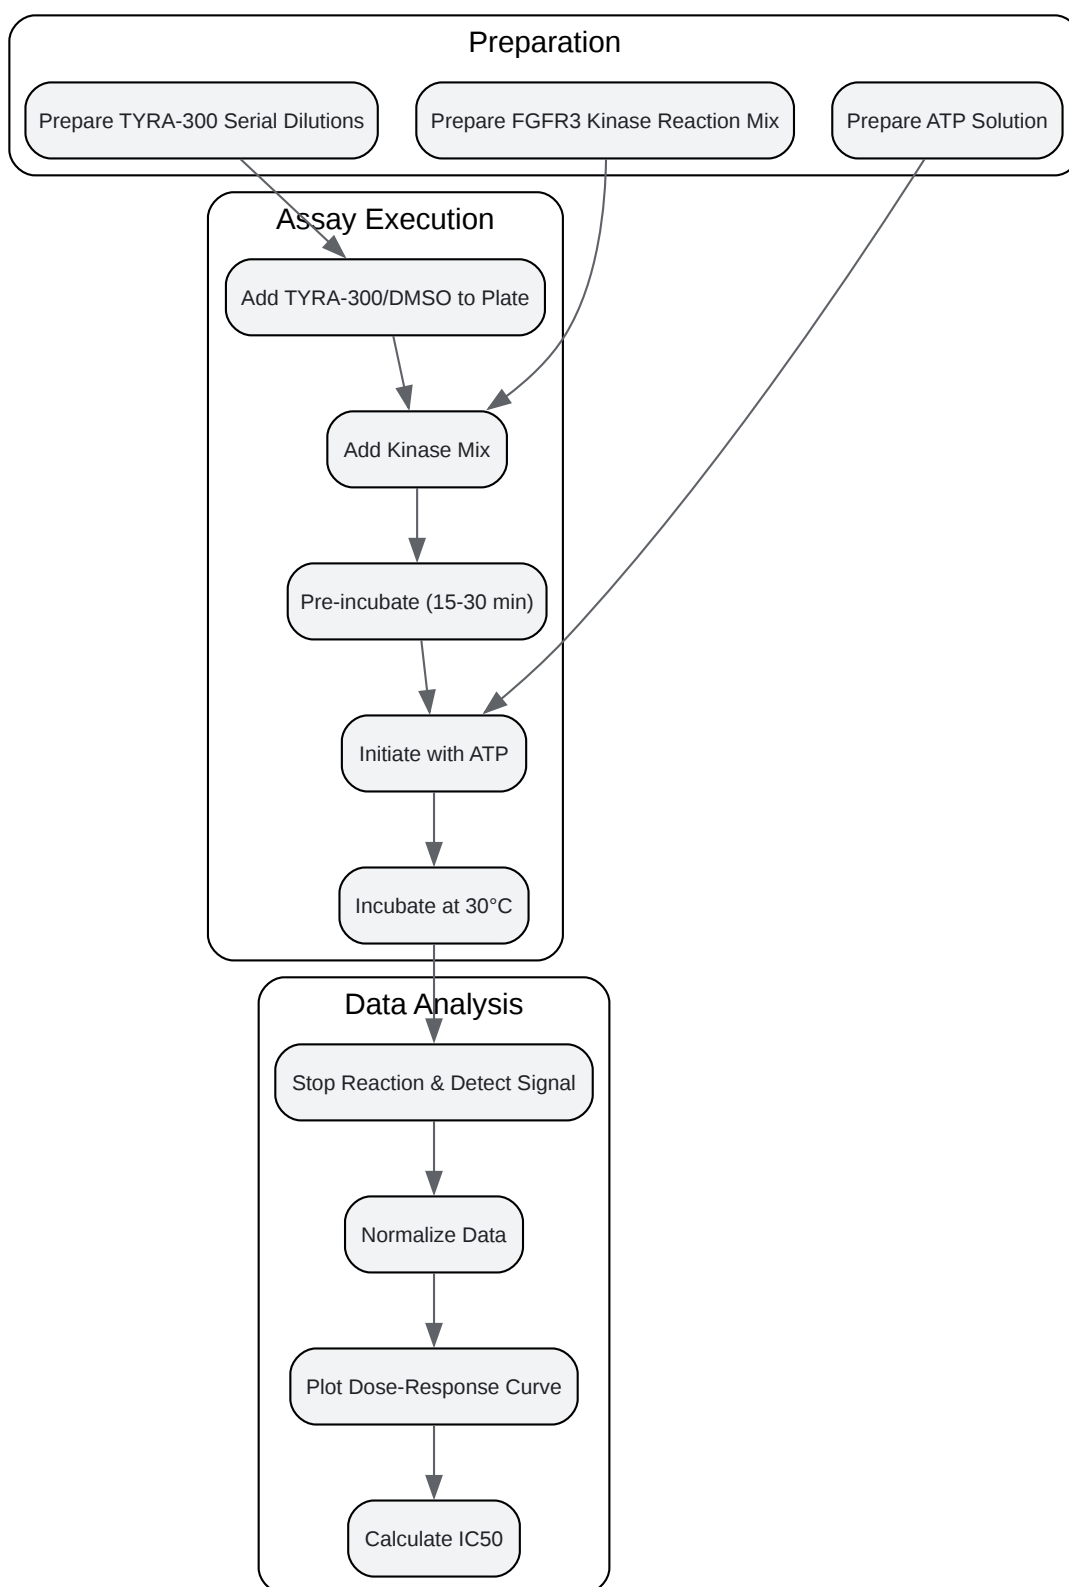 Preparation
Prepare TYRA-300 Serial Dilutions
Prepare FGFR3 Kinase Reaction Mix
Prepare ATP Solution
Assay Execution
Add TYRA-300/DMSO to Plate
Add Kinase Mix
Pre-incubate (15-30 min)
Initiate with ATP
Incubate at 30°C
Data Analysis
Stop Reaction & Detect Signal
Normalize Data
Plot Dose-Response Curve
Calculate IC50